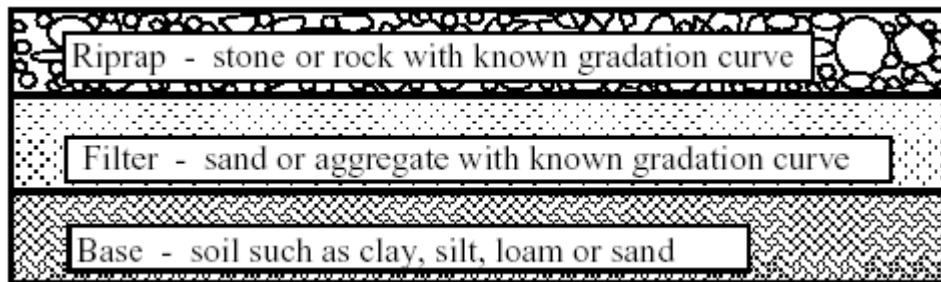 Riprap - stone or rock with known gradation curve
Filter - sand or aggregate with known gradation curve
Base - soil such as clay, silt, loam or sand